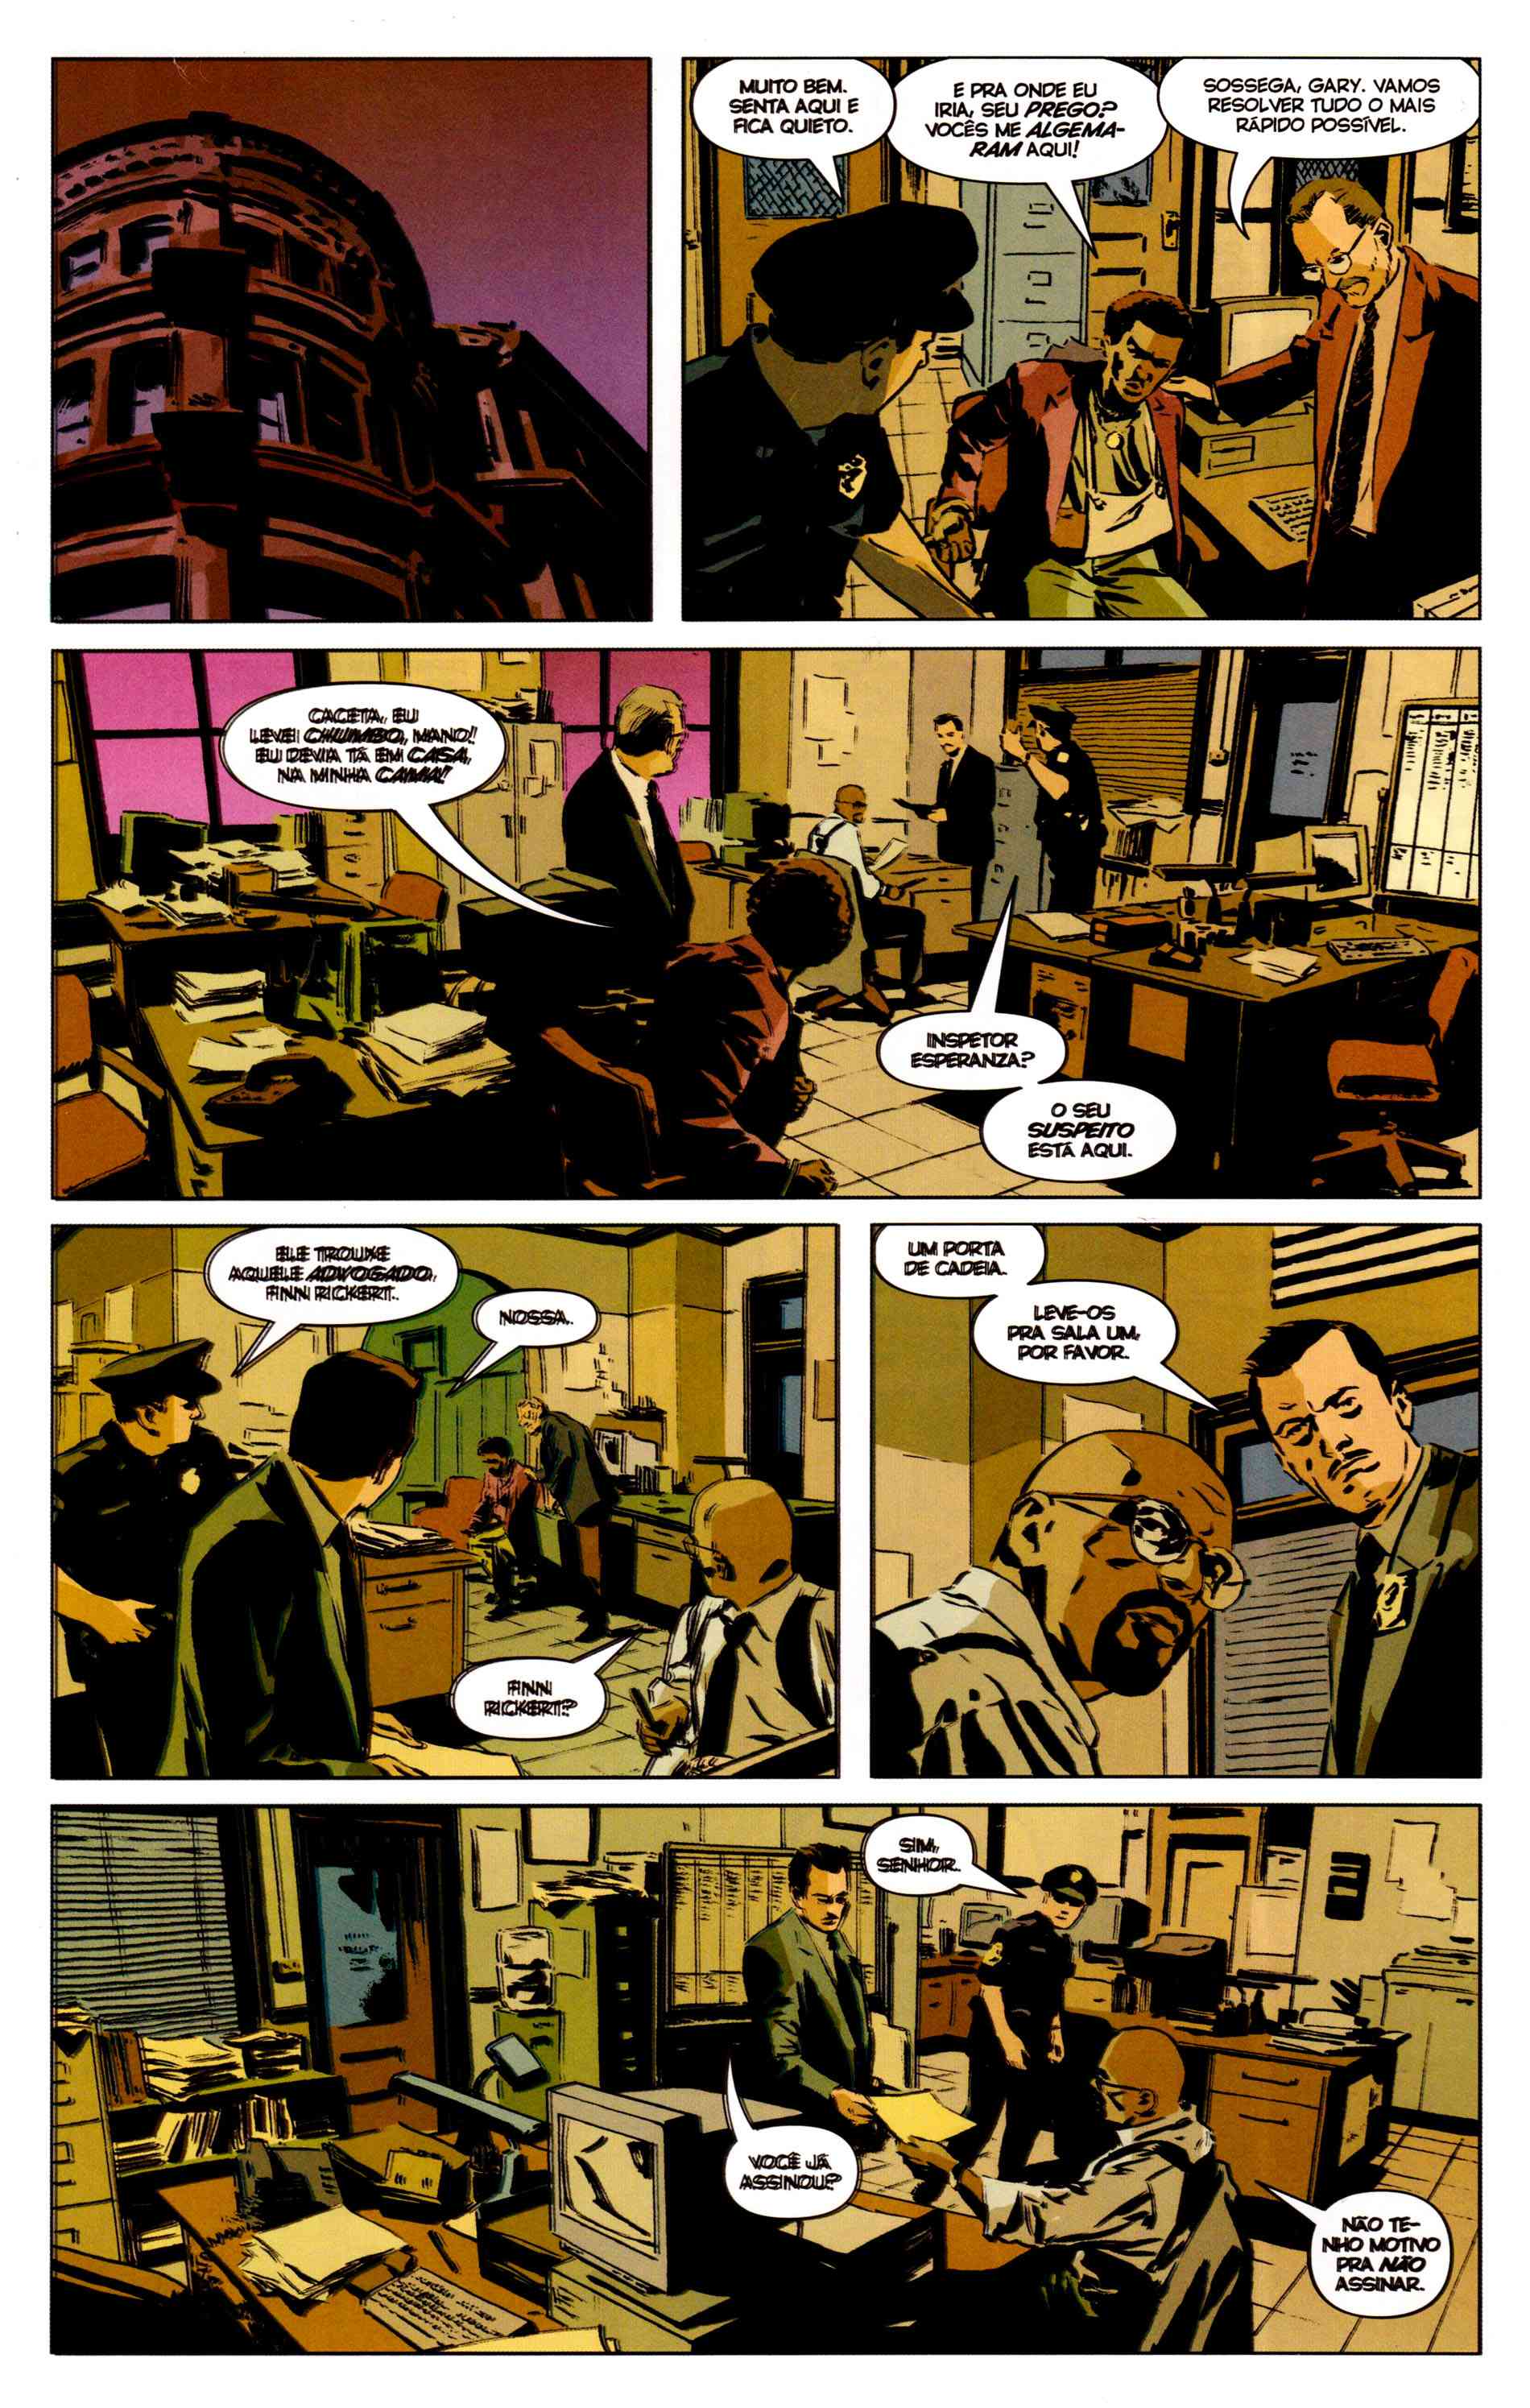 MUITO BEM.
SENTA AQUI E
FICA QUIETO.
E PRA ONDE EU
IRIA, SEU PREGO?
VOCÊS ME ALGEMA-
RAM AQUI!
SOSSEGA, GARY. VAMOS
RESOLVER TUDO O MAIS
RÁPIDO POSSÍVEL.
CACETA, EU
LEVEI CHUMBO, MANO!
EU DEVIA TÁ EM CASA,
NA MINHA CAMA!
INSPETOR
ESPERANZA?
O SEU
SUSPEITO
ESTÁ AQUI.
ELE TROUXE
AQUELE ADVOGADO,
FINN RICKERT.
NOSSA.
FINN
RICKERT?
UM PORTA
DE CADEIA.
LEVE-OS
PRA SALA UM,
POR FAVOR.
SIM,
SENHOR.
VOCÊ JÁ
ASSINOU?
NÃO TE-
NHO MOTIVO
PRA NÃO
ASSINAR.